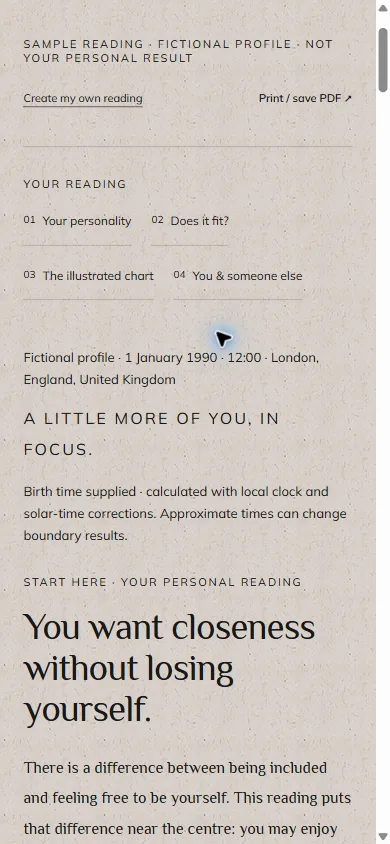 SAMPLE READING · FICTIONAL PROFILE · NOT
YOUR PERSONAL RESULT
Create my own reading
Print / save PDF ↗
YOUR READING
01 Your personality
02 Does it fit?
03 The illustrated chart
04 You & someone else
Fictional profile · 1 January 1990 · 12:00 · London,
England, United Kingdom
A LITTLE MORE OF YOU, IN
FOCUS.
Birth time supplied · calculated with local clock and
solar-time corrections. Approximate times can change
boundary results.
START HERE · YOUR PERSONAL READING
You want closeness
without losing
yourself.
There is a difference between being included
and feeling free to be yourself. This reading puts
that difference near the centre: you may enjoy